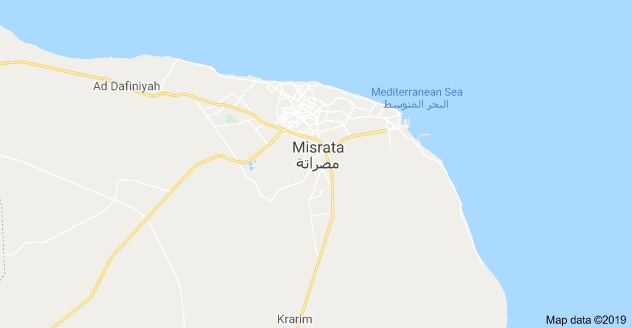 Ad Dafiniyah
Mediterranean Sea
البحر المتوسط
Misrata
مصراتة
Krarim
Map data ©2019